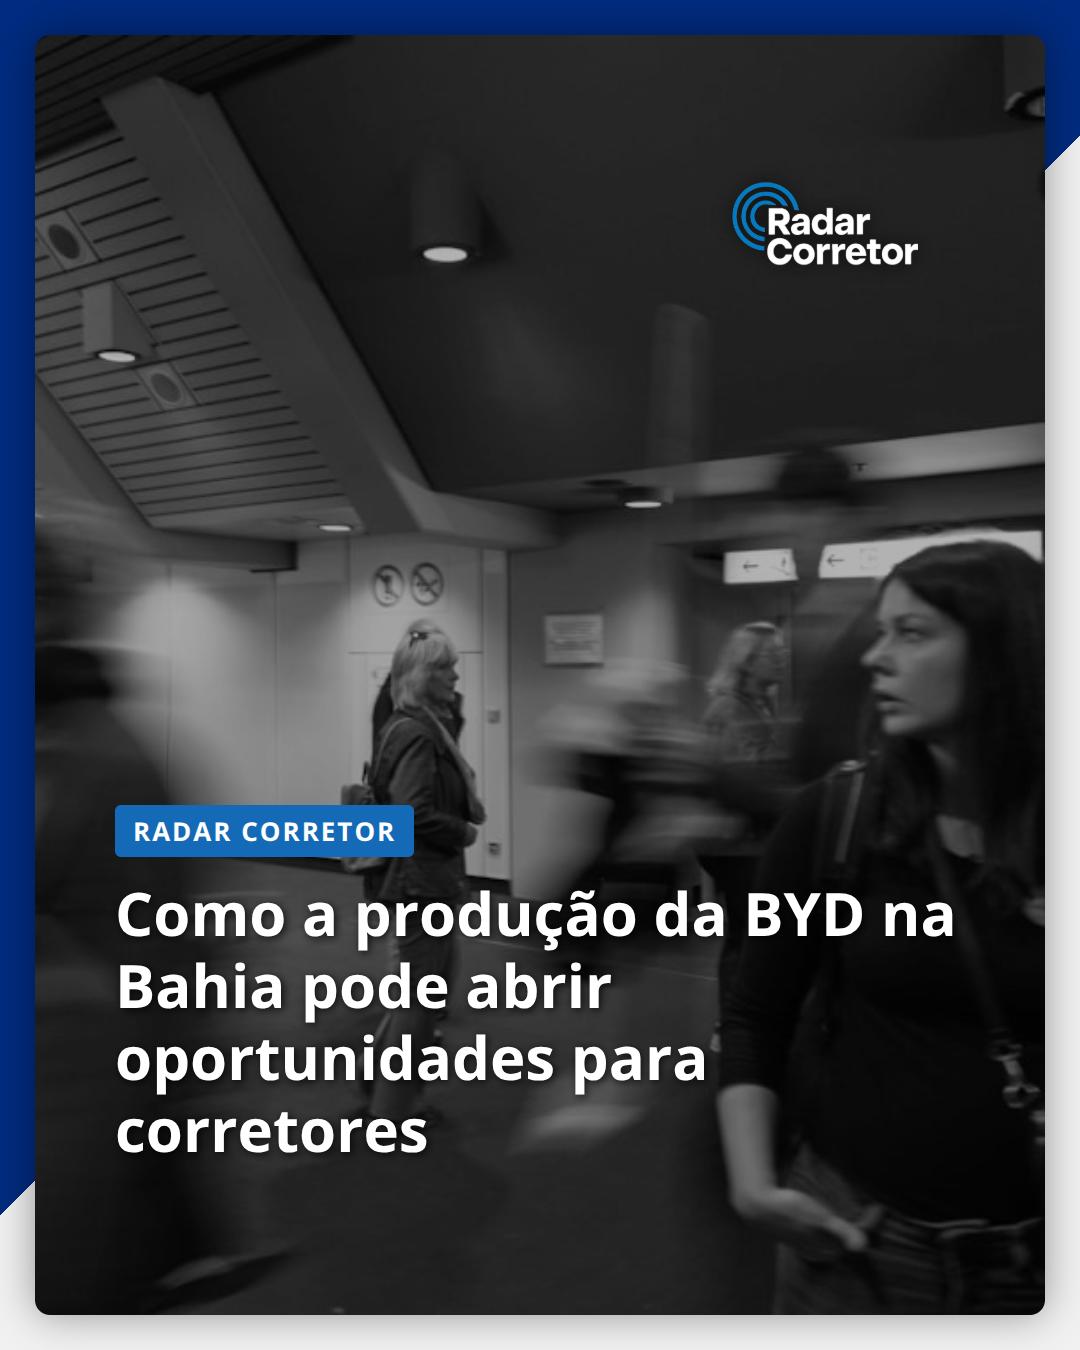 Radar
Corretor
RADAR CORRETOR
Como a produção da BYD na
Bahia pode abrir
oportunidades para
corretores